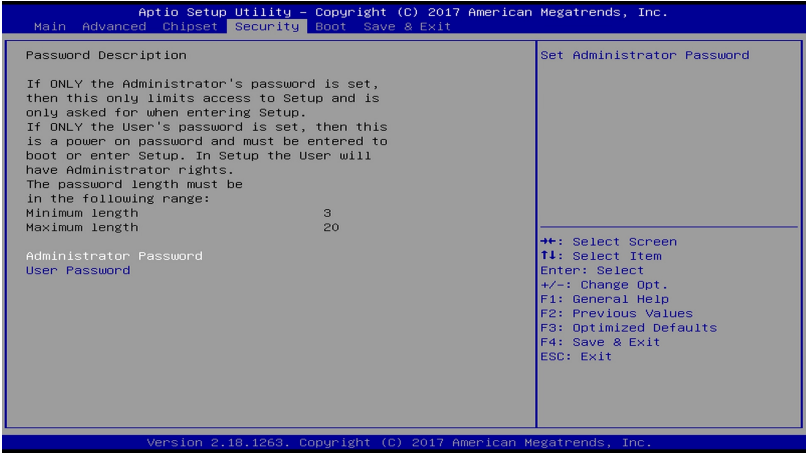 Aptio Setup Utility – Copyright (C) 2017 American Megatrends, Inc.
Main Advanced Chipset Security Boot Save & Exit
Password Description
If ONLY the Administrator's password is set,
then this only limits access to Setup and is
only asked for when entering Setup.
If ONLY the User's password is set, then this
is a power on password and must be entered to
boot or enter Setup. In Setup the User will
have Administrator rights.
The password length must be
in the following range:
Minimum length 3
Maximum length 20
Administrator Password
User Password
Set Administrator Password
→←: Select Screen
↑↓: Select Item
Enter: Select
+/-: Change Opt.
F1: General Help
F2: Previous Values
F3: Optimized Defaults
F4: Save & Exit
ESC: Exit
Version 2.18.1263. Copyright (C) 2017 American Megatrends, Inc.